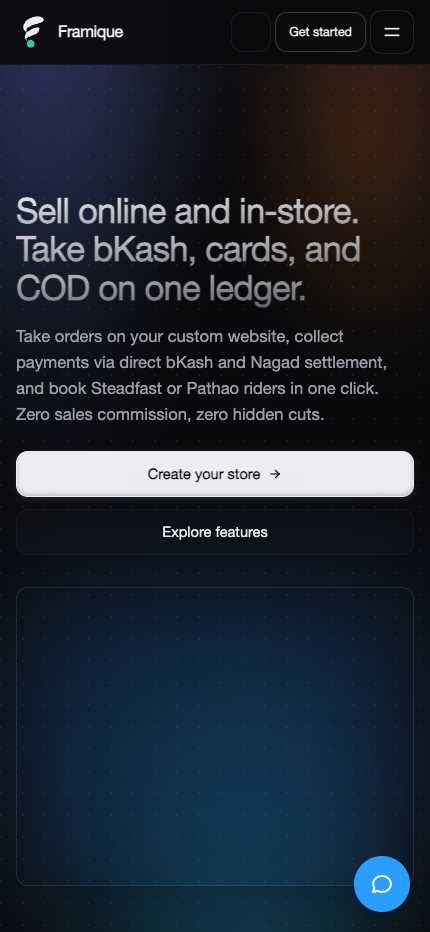 Framique
Get started
Sell online and in-store.
Take bKash, cards, and
COD on one ledger.
Take orders on your custom website, collect
payments via direct bKash and Nagad settlement,
and book Steadfast or Pathao riders in one click.
Zero sales commission, zero hidden cuts.
Create your store →
Explore features